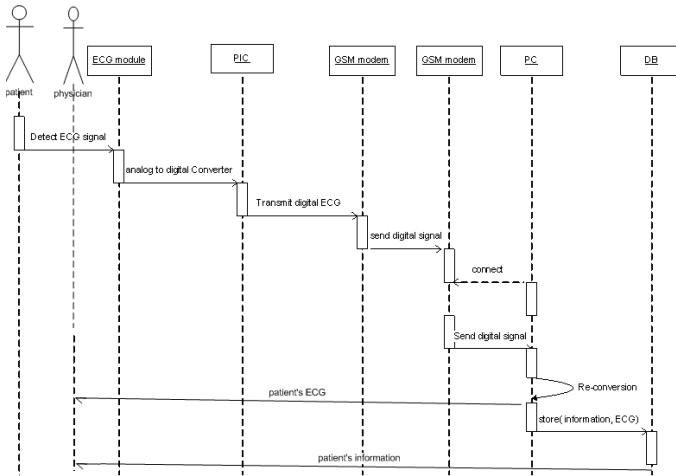 ECG module
PIC
GSM modem
GSM modem
PC
DB
patient
physician
Detect ECG signal
analog to digital Converter
Transmit digital ECG
send digital signal
connect
Send digital signal
Re-conversion
patient's ECG
store( information, ECG)
patient's information